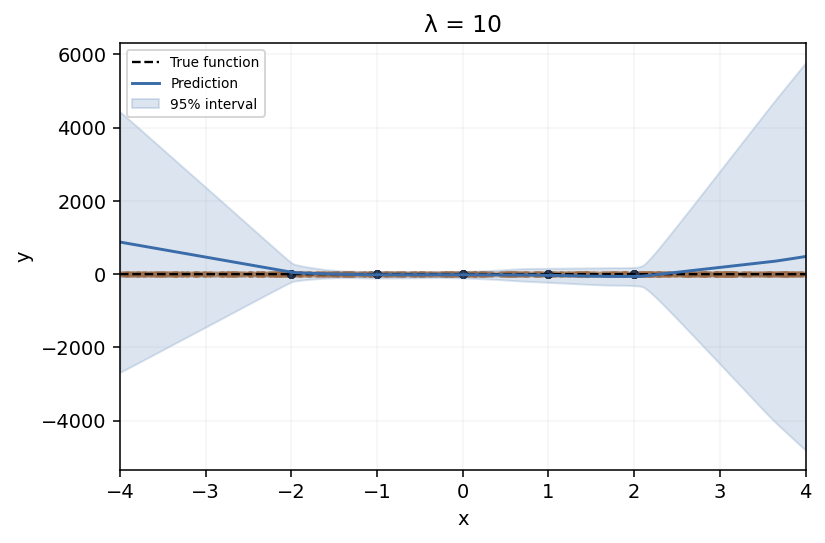 λ = 10
True function
Prediction
95% interval
6000
4000
2000
0
−2000
−4000
y
−4 −3 −2 −1 0 1 2 3 4
x